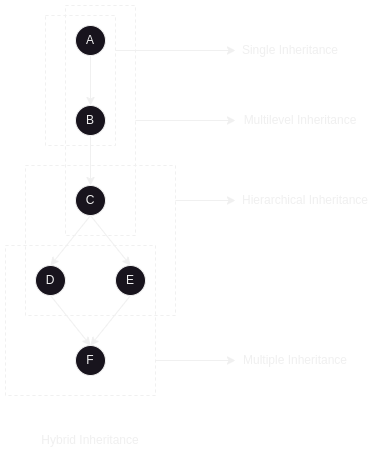 A
Single Inheritance
B
Multilevel Inheritance
C
Hierarchical Inheritance
D
E
F
Multiple Inheritance
Hybrid Inheritance